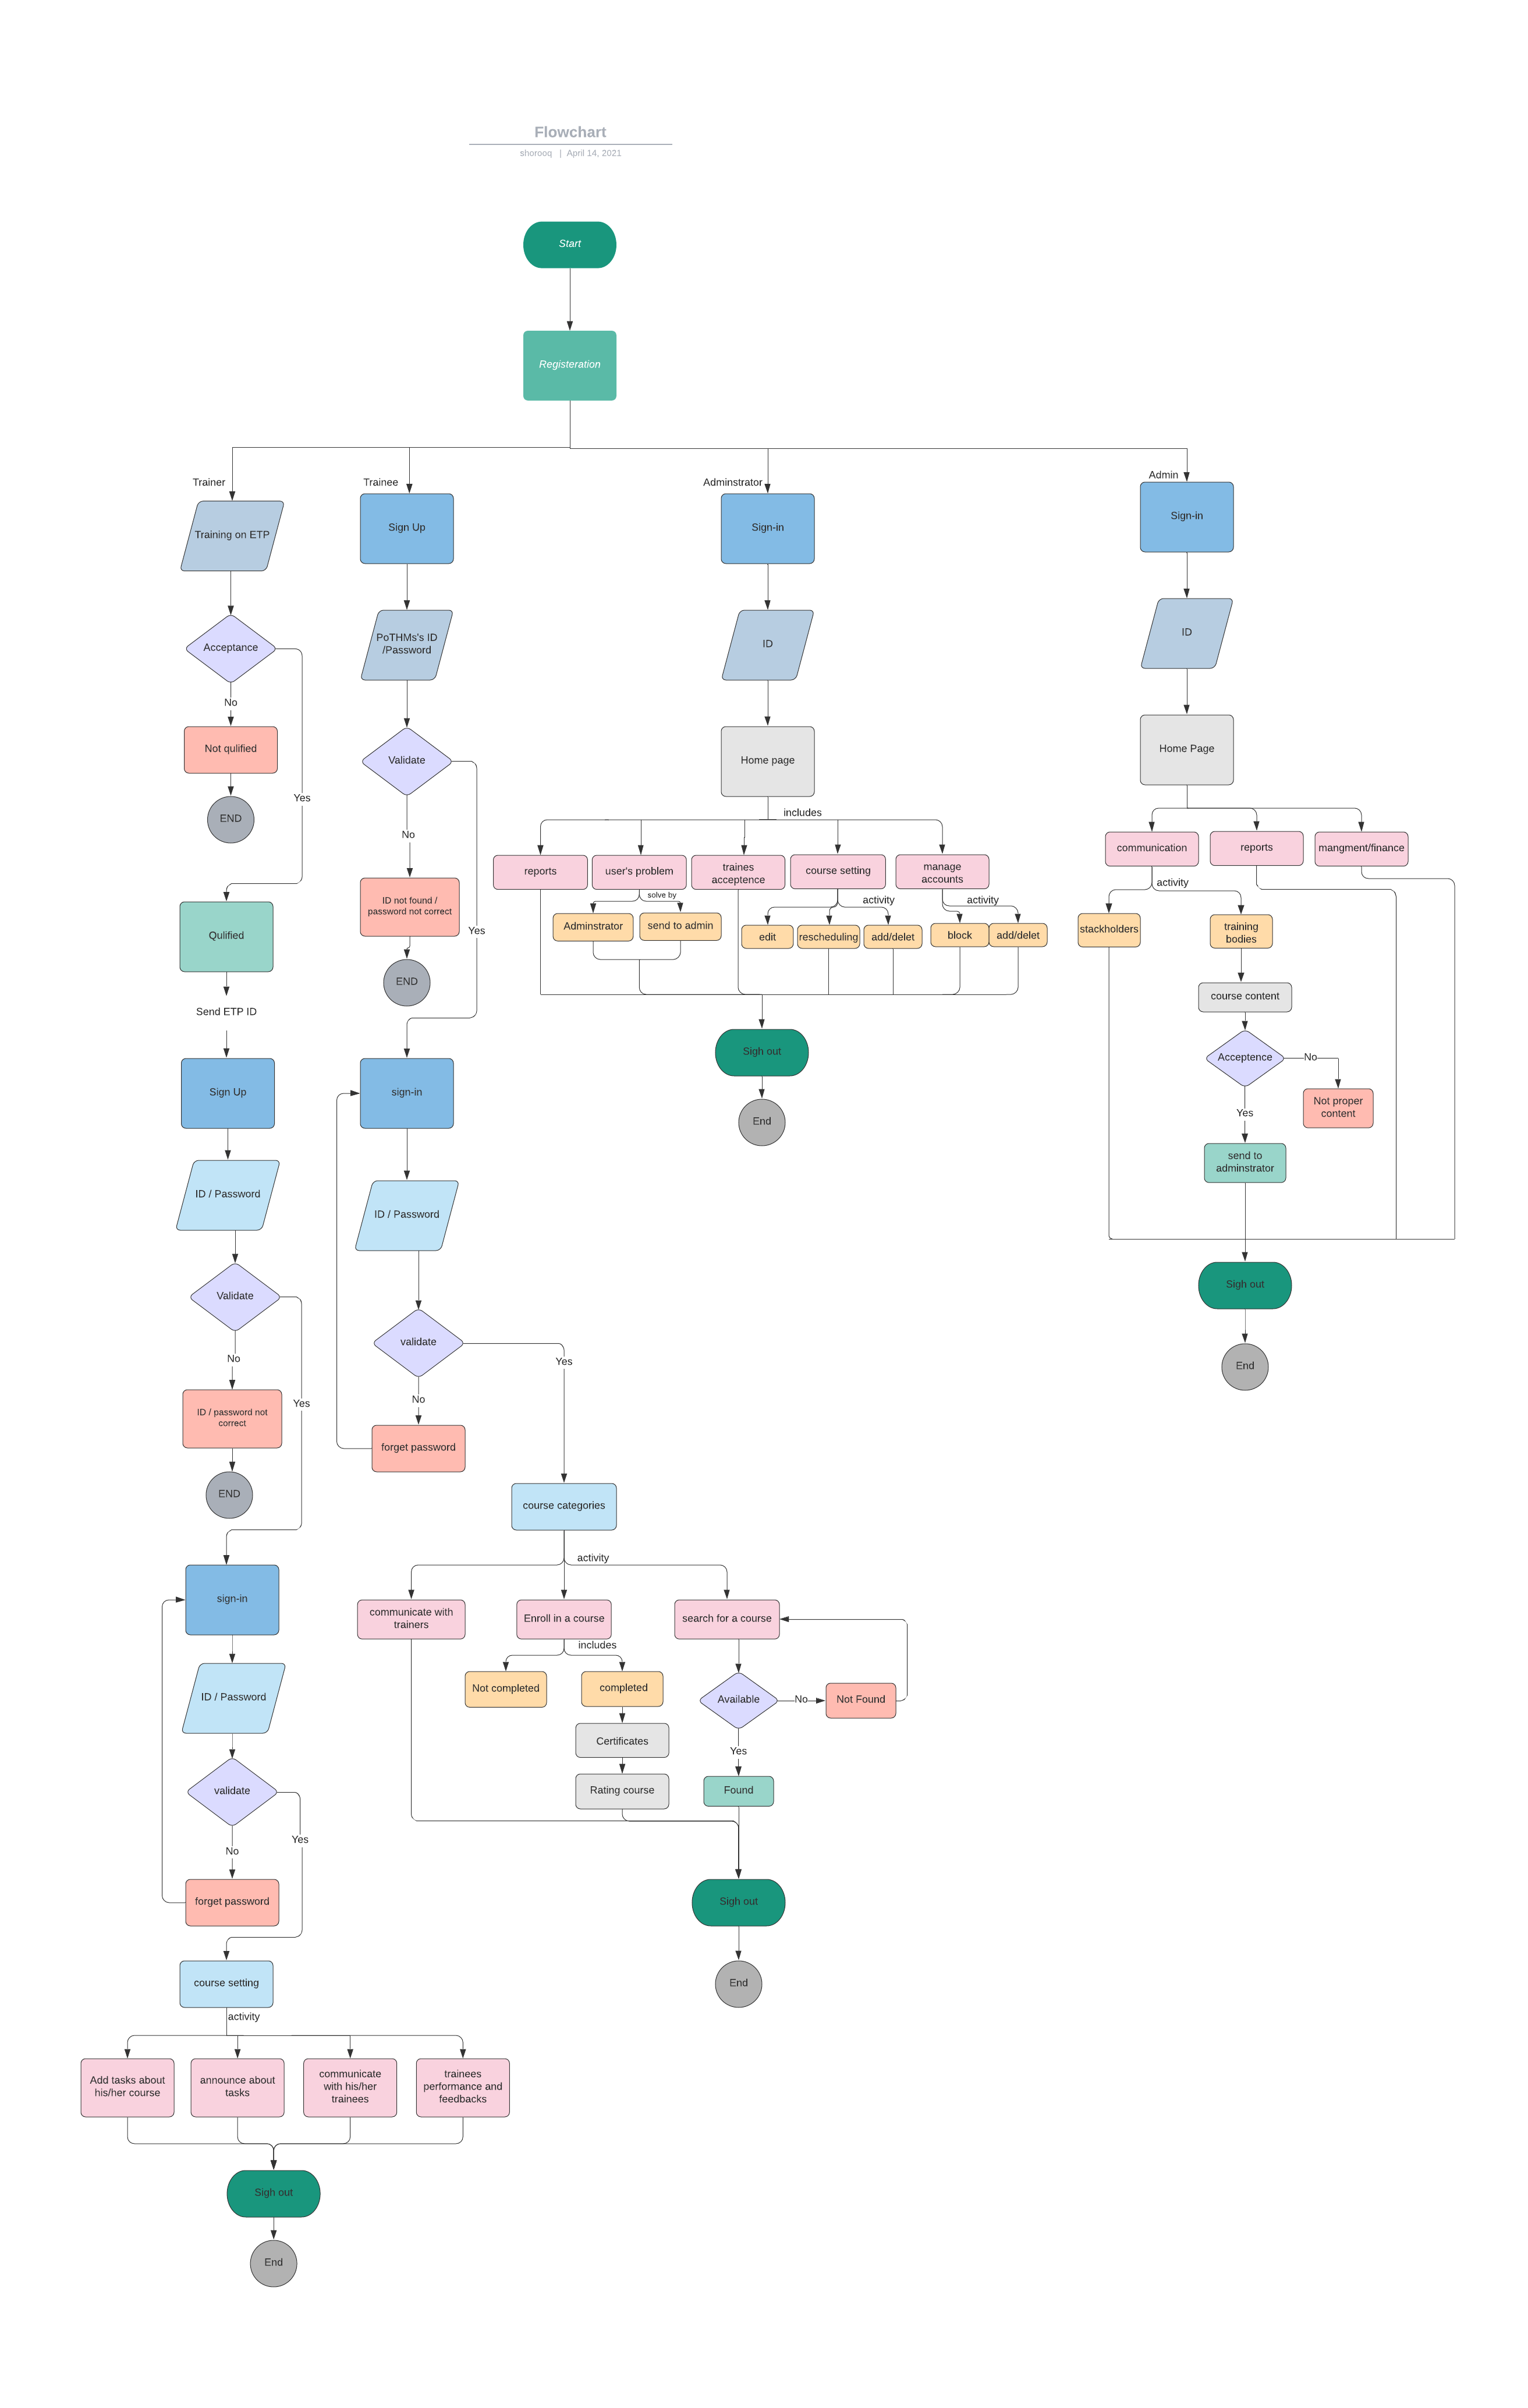 Flowchart
shorooq | April 14, 2021
Start
Registeration
Trainer
Training on ETP
Acceptance
No
Not qulified
END
Yes
Qulified
Send ETP ID
Sign Up
ID / Password
Validate
No
ID / password not
correct
END
Yes
sign-in
ID / Password
validate
No
forget password
Yes
course setting
activity
Add tasks about
his/her course
announce about
tasks
communicate
with his/her
trainees
trainees
performance and
feedbacks
Sigh out
End
Trainee
Sign Up
PoTHMs's ID
/Password
Validate
No
ID not found /
password not correct
END
Yes
sign-in
ID / Password
validate
No
forget password
Yes
course categories
activity
communicate with
trainers
Enroll in a course
includes
Not completed
completed
Certificates
Rating course
search for a course
Available
No
Not Found
Yes
Found
Sigh out
End
Adminstrator
Sign-in
ID
Home page
includes
reports
user's problem
solve by
Adminstrator
send to admin
traines
acceptence
course setting
activity
edit
rescheduling
add/delet
manage
accounts
activity
block
add/delet
Sigh out
End
Admin
Sign-in
ID
Home Page
communication
reports
mangment/finance
activity
stackholders
training
bodies
course content
Acceptence
No
Not proper
content
Yes
send to
adminstrator
Sigh out
End